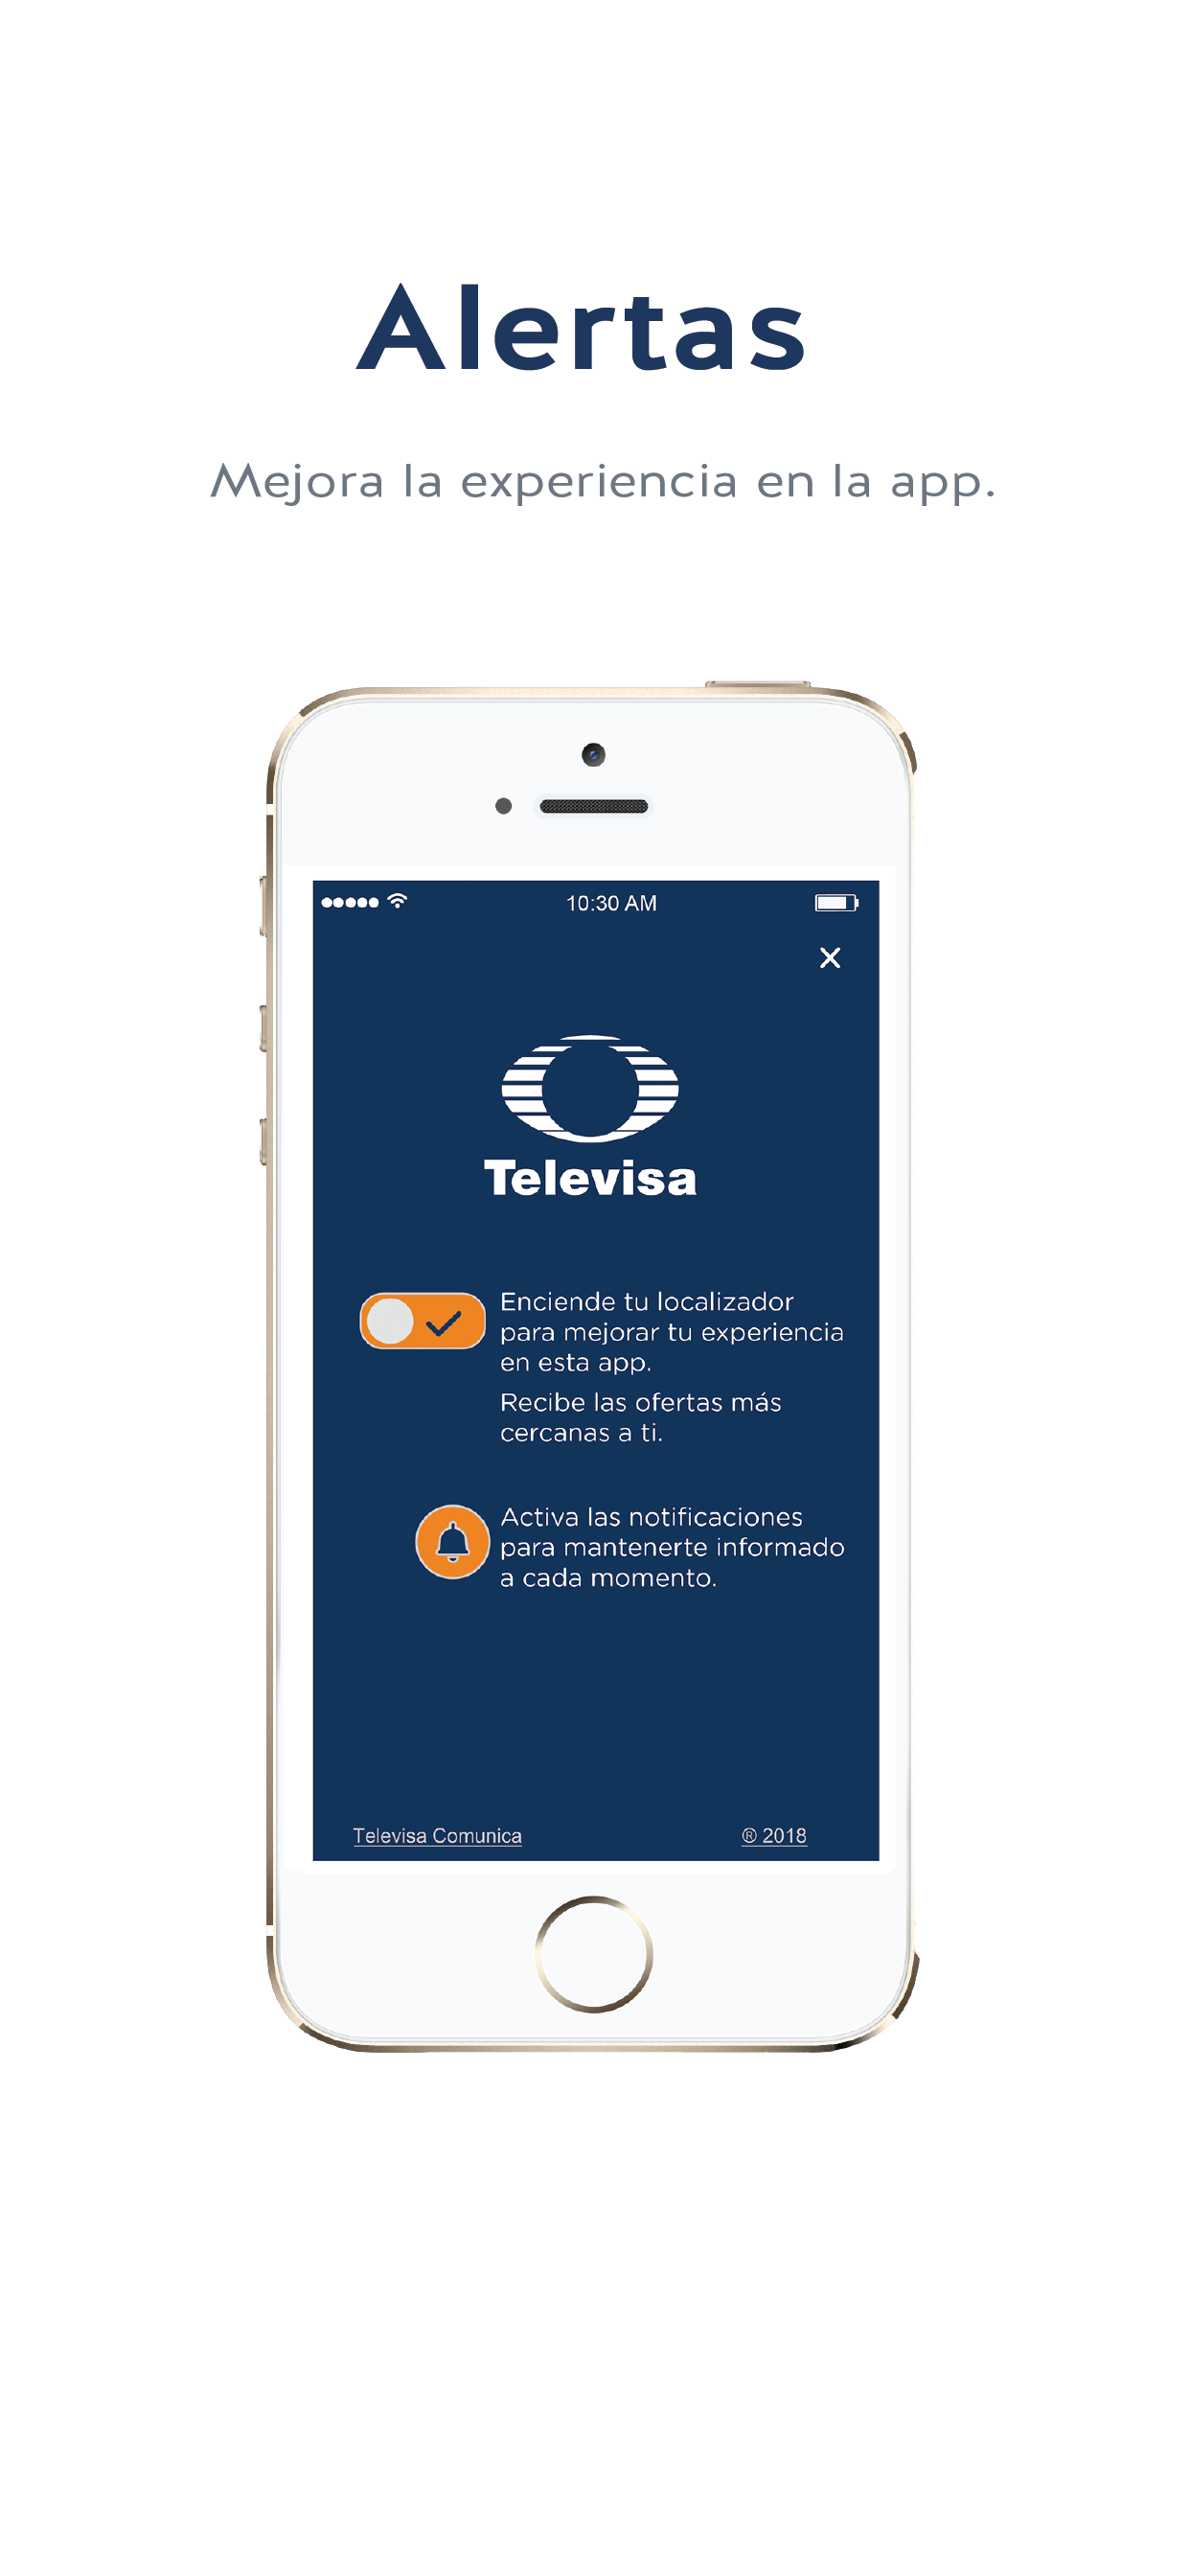 Alertas
Mejora la experiencia en la app.
10:30 AM
Televisa
Enciende tu localizador
para mejorar tu experiencia
en esta app.
Recibe las ofertas más
cercanas a ti.
Activa las notificaciones
para mantenerte informado
a cada momento.
Televisa Comunica
® 2018